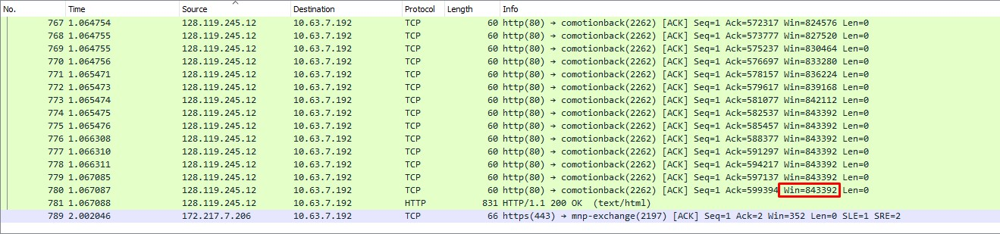 No. Time Source Destination Protocol Length Info
767 1.064754 128.119.245.12 10.63.7.192 TCP 60 http(80) → comotionback(2262) [ACK] Seq=1 Ack=572317 Win=824576 Len=0
768 1.064755 128.119.245.12 10.63.7.192 TCP 60 http(80) → comotionback(2262) [ACK] Seq=1 Ack=573777 Win=827520 Len=0
769 1.064755 128.119.245.12 10.63.7.192 TCP 60 http(80) → comotionback(2262) [ACK] Seq=1 Ack=575237 Win=830464 Len=0
770 1.064756 128.119.245.12 10.63.7.192 TCP 60 http(80) → comotionback(2262) [ACK] Seq=1 Ack=576697 Win=833280 Len=0
771 1.065471 128.119.245.12 10.63.7.192 TCP 60 http(80) → comotionback(2262) [ACK] Seq=1 Ack=578157 Win=836224 Len=0
772 1.065473 128.119.245.12 10.63.7.192 TCP 60 http(80) → comotionback(2262) [ACK] Seq=1 Ack=579617 Win=839168 Len=0
773 1.065474 128.119.245.12 10.63.7.192 TCP 60 http(80) → comotionback(2262) [ACK] Seq=1 Ack=581077 Win=842112 Len=0
774 1.065475 128.119.245.12 10.63.7.192 TCP 60 http(80) → comotionback(2262) [ACK] Seq=1 Ack=582537 Win=843392 Len=0
775 1.065476 128.119.245.12 10.63.7.192 TCP 60 http(80) → comotionback(2262) [ACK] Seq=1 Ack=585457 Win=843392 Len=0
776 1.066308 128.119.245.12 10.63.7.192 TCP 60 http(80) → comotionback(2262) [ACK] Seq=1 Ack=588377 Win=843392 Len=0
777 1.066310 128.119.245.12 10.63.7.192 TCP 60 http(80) → comotionback(2262) [ACK] Seq=1 Ack=591297 Win=843392 Len=0
778 1.066311 128.119.245.12 10.63.7.192 TCP 60 http(80) → comotionback(2262) [ACK] Seq=1 Ack=594217 Win=843392 Len=0
779 1.067085 128.119.245.12 10.63.7.192 TCP 60 http(80) → comotionback(2262) [ACK] Seq=1 Ack=597137 Win=843392 Len=0
780 1.067087 128.119.245.12 10.63.7.192 TCP 60 http(80) → comotionback(2262) [ACK] Seq=1 Ack=599394 Win=843392 Len=0
781 1.067088 128.119.245.12 10.63.7.192 HTTP 831 HTTP/1.1 200 OK (text/html)
789 2.002046 172.217.7.206 10.63.7.192 TCP 66 https(443) → mnp-exchange(2197) [ACK] Seq=1 Ack=2 Win=352 Len=0 SLE=1 SRE=2